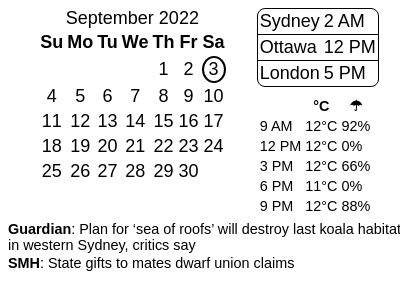 September 2022
Su Mo Tu We Th Fr Sa
1 2 3
4 5 6 7 8 9 10
11 12 13 14 15 16 17
18 19 20 21 22 23 24
25 26 27 28 29 30
Sydney 2 AM
Ottawa 12 PM
London 5 PM
°C ☂
9 AM 12°C 92%
12 PM 12°C 0%
3 PM 12°C 66%
6 PM 11°C 0%
9 PM 12°C 88%
Guardian: Plan for ‘sea of roofs’ will destroy last koala habitat
in western Sydney, critics say
SMH: State gifts to mates dwarf union claims